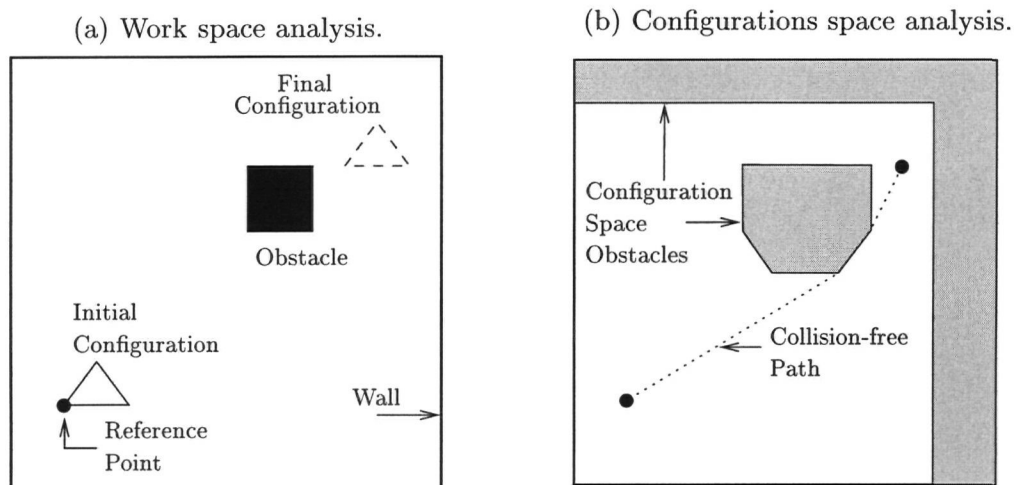 (a) Work space analysis.
Final
Configuration
Obstacle
Initial
Configuration
Wall
Reference
Point
(b) Configurations space analysis.
Configuration
Space
Obstacles
Collision-free
Path